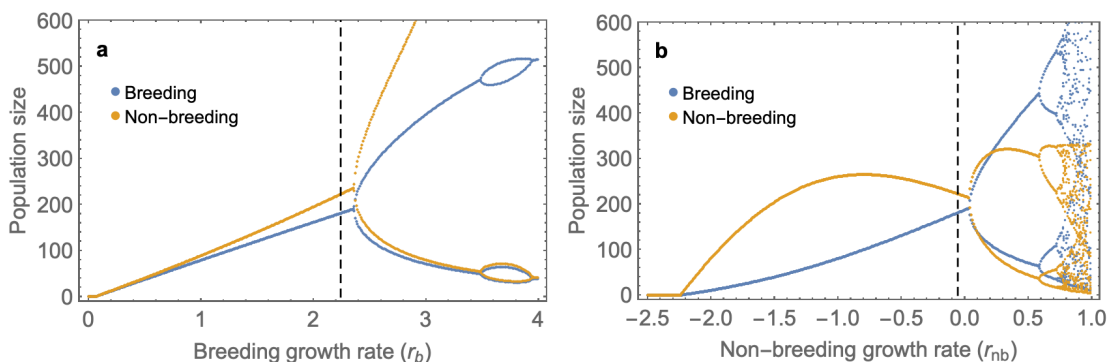 a
Population size
600
500
400
300
200
100
0
Breeding
Non−breeding
0 1 2 3 4
Breeding growth rate (r_b)
b
Population size
600
500
400
300
200
100
0
Breeding
Non−breeding
−2.5 −2.0 −1.5 −1.0 −0.5 0.0 0.5 1.0
Non−breeding growth rate (r_nb)